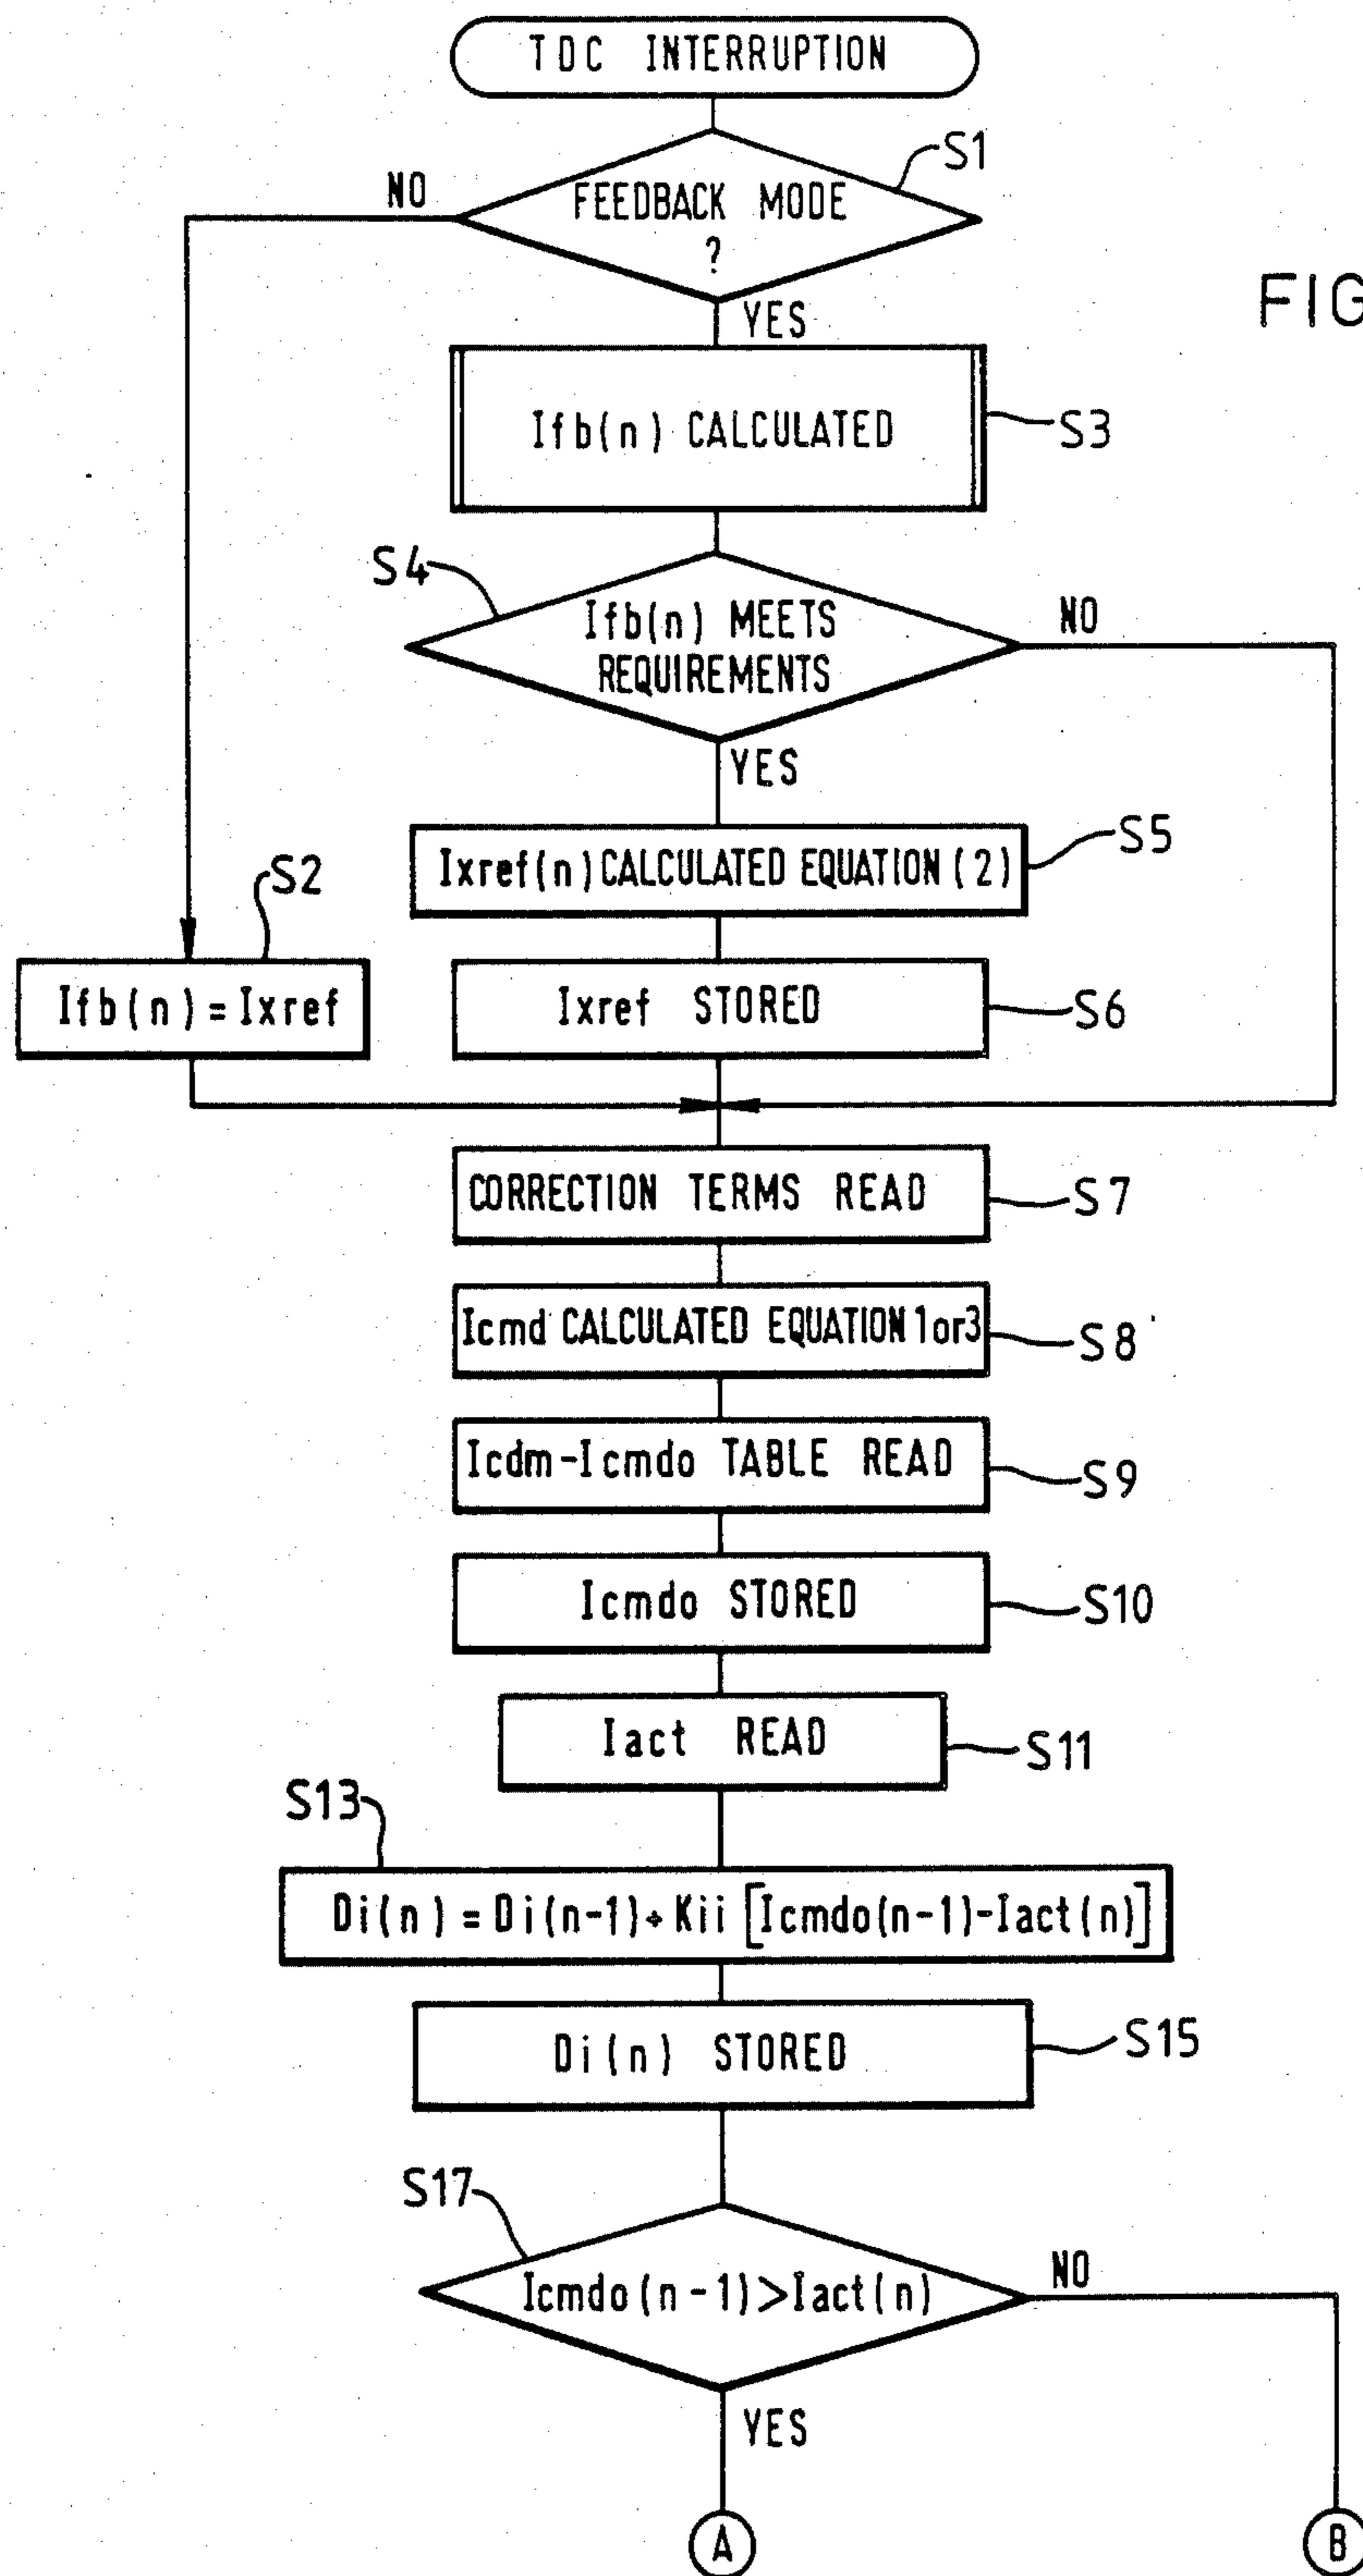 TDC INTERRUPTION
S1
NO
FEEDBACK MODE
?
FIG
YES
Ifb(n) CALCULATED
S3
S4
Ifb(n) MEETS
REQUIREMENTS
NO
YES
Ixref(n) CALCULATED EQUATION (2)
S5
S2
Ifb(n) = Ixref
Ixref STORED
S6
CORRECTION TERMS READ
S7
Icmd CALCULATED EQUATION 1or3
S8
Icdm-Icmdo TABLE READ
S9
Icmdo STORED
S10
Iact READ
S11
S13
Di(n) = Di(n-1) + Kii [Icmdo(n-1)-Iact(n)]
Di(n) STORED
S15
S17
Icmdo(n-1)>Iact(n)
NO
YES
A
B